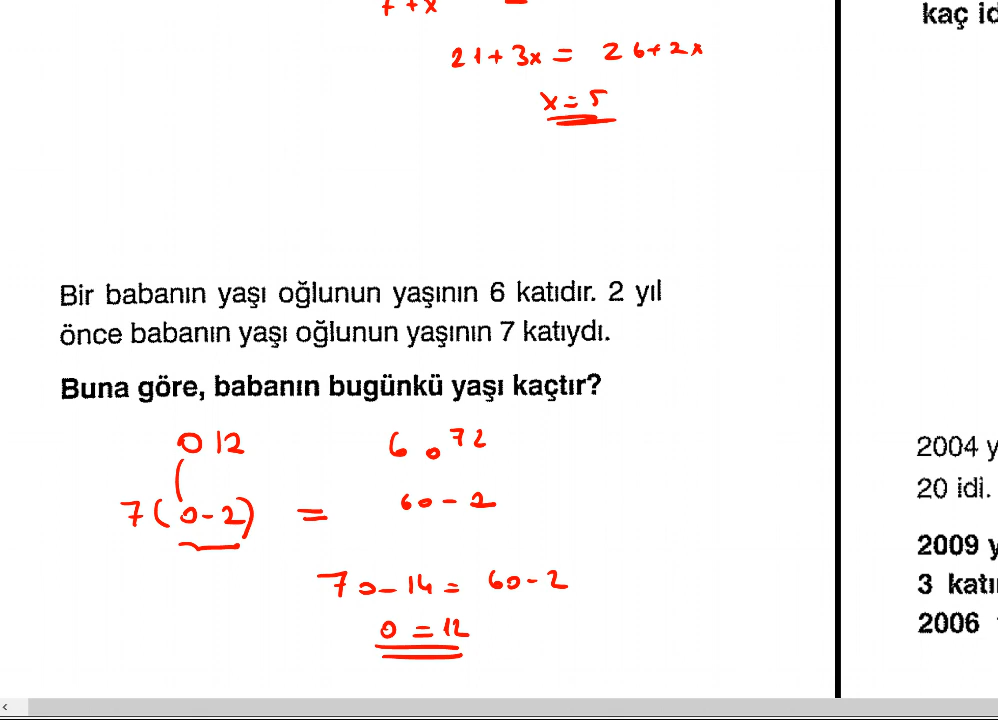 7 + x
21 + 3x = 26 + 2x
x = 5
Bir babanın yaşı oğlunun yaşının 6 katıdır. 2 yıl
önce babanın yaşı oğlunun yaşının 7 katıydı.
Buna göre, babanın bugünkü yaşı kaçtır?
o 12 6o 72
7(o-2) = 6o-2
7o-14 = 6o-2
o = 12
kaç id
2004 y
20 idi.
2009 y
3 katı
2006